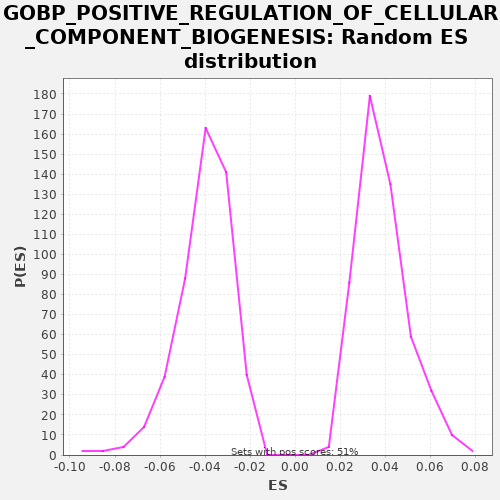 GOBP_POSITIVE_REGULATION_OF_CELLULAR
_COMPONENT_BIOGENESIS: Random ES
distribution
P(ES)
180
170
160
150
140
130
120
110
100
90
80
70
60
50
40
30
20
10
0
Sets with pos scores: 51%
-0.10 -0.08 -0.06 -0.04 -0.02 0.00 0.02 0.04 0.06 0.08
ES